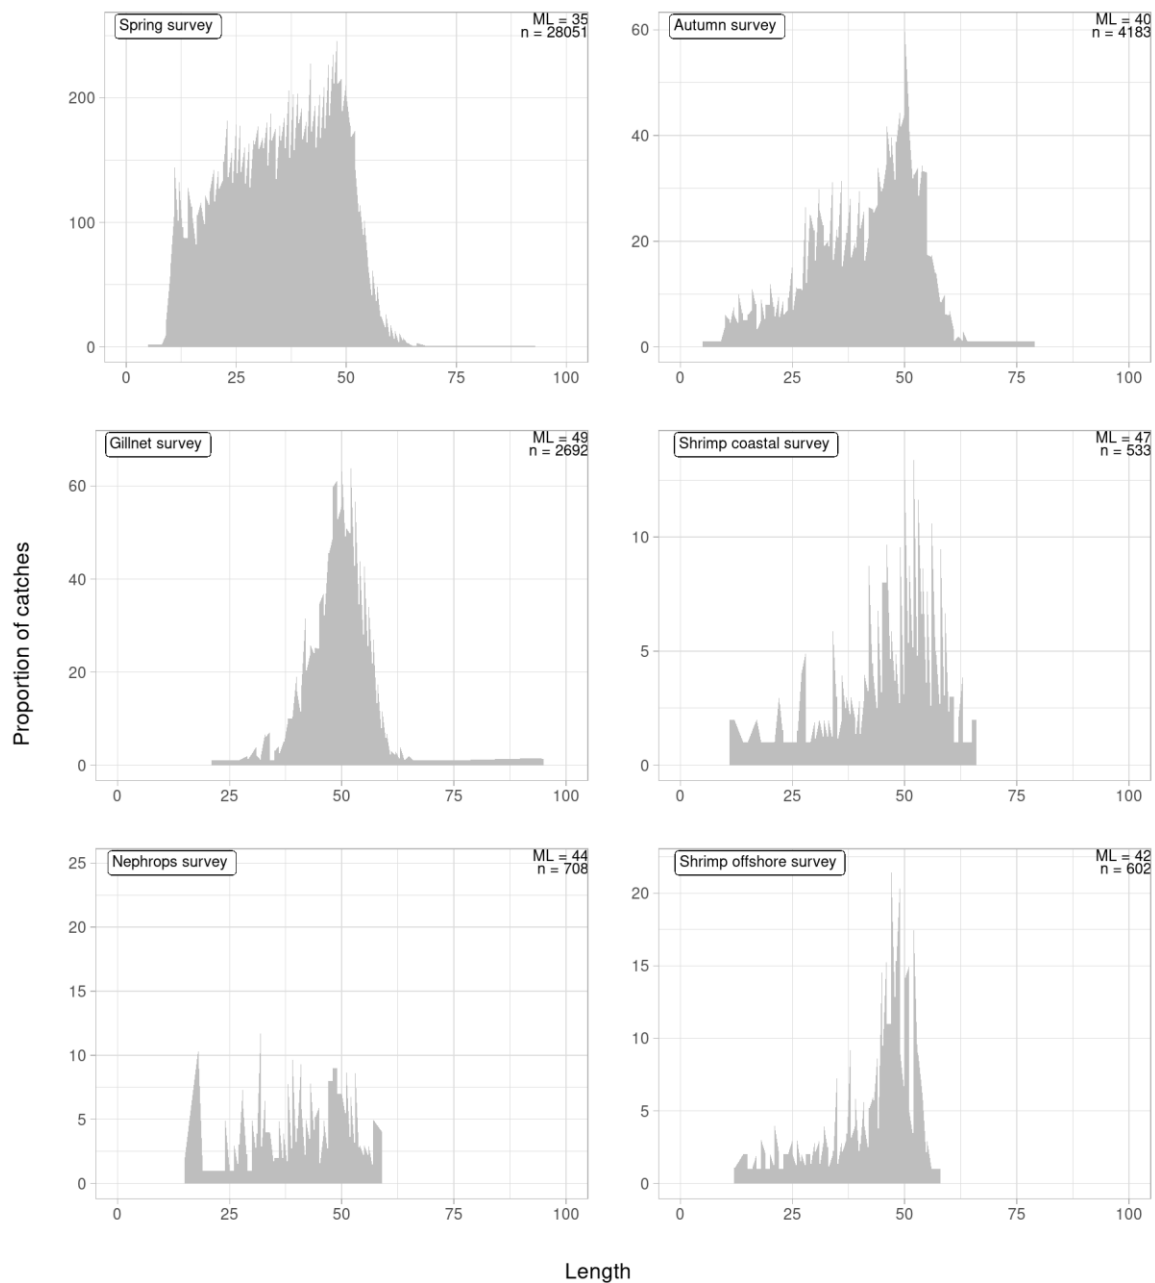 Spring survey
ML = 35
n = 28051
200
100
0
0 25 50 75 100
Autumn survey
ML = 40
n = 4183
60
40
20
0
0 25 50 75 100
Gillnet survey
ML = 49
n = 2692
60
40
20
0
0 25 50 75 100
Shrimp coastal survey
ML = 47
n = 533
10
5
0
0 25 50 75 100
Nephrops survey
ML = 44
n = 708
25
20
15
10
5
0
0 25 50 75 100
Shrimp offshore survey
ML = 42
n = 602
20
15
10
5
0
0 25 50 75 100
Proportion of catches
Length